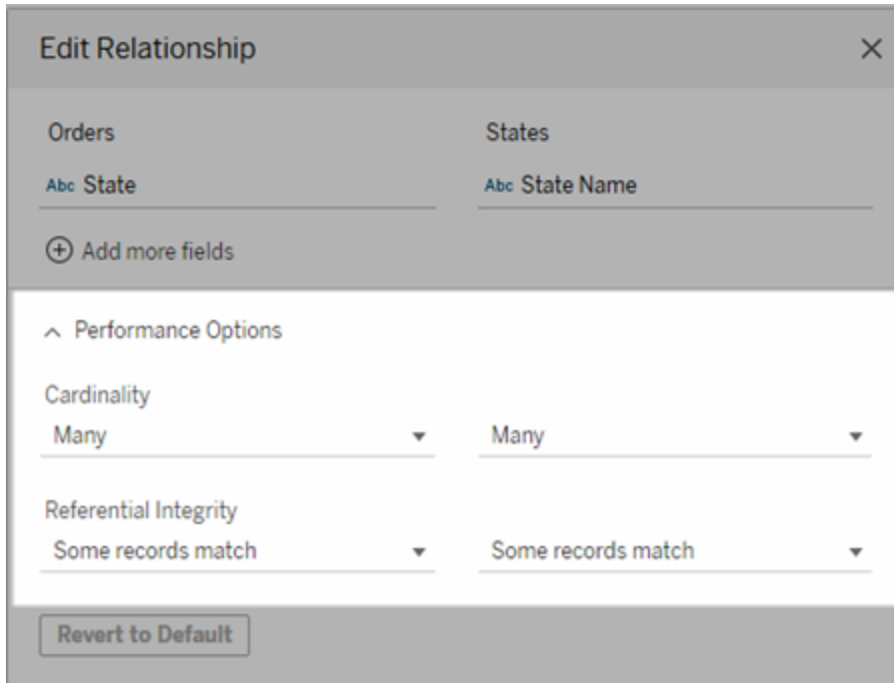 Edit Relationship
Orders States
Abc State Abc State Name
Add more fields
Performance Options
Cardinality
Many Many
Referential Integrity
Some records match Some records match
Revert to Default